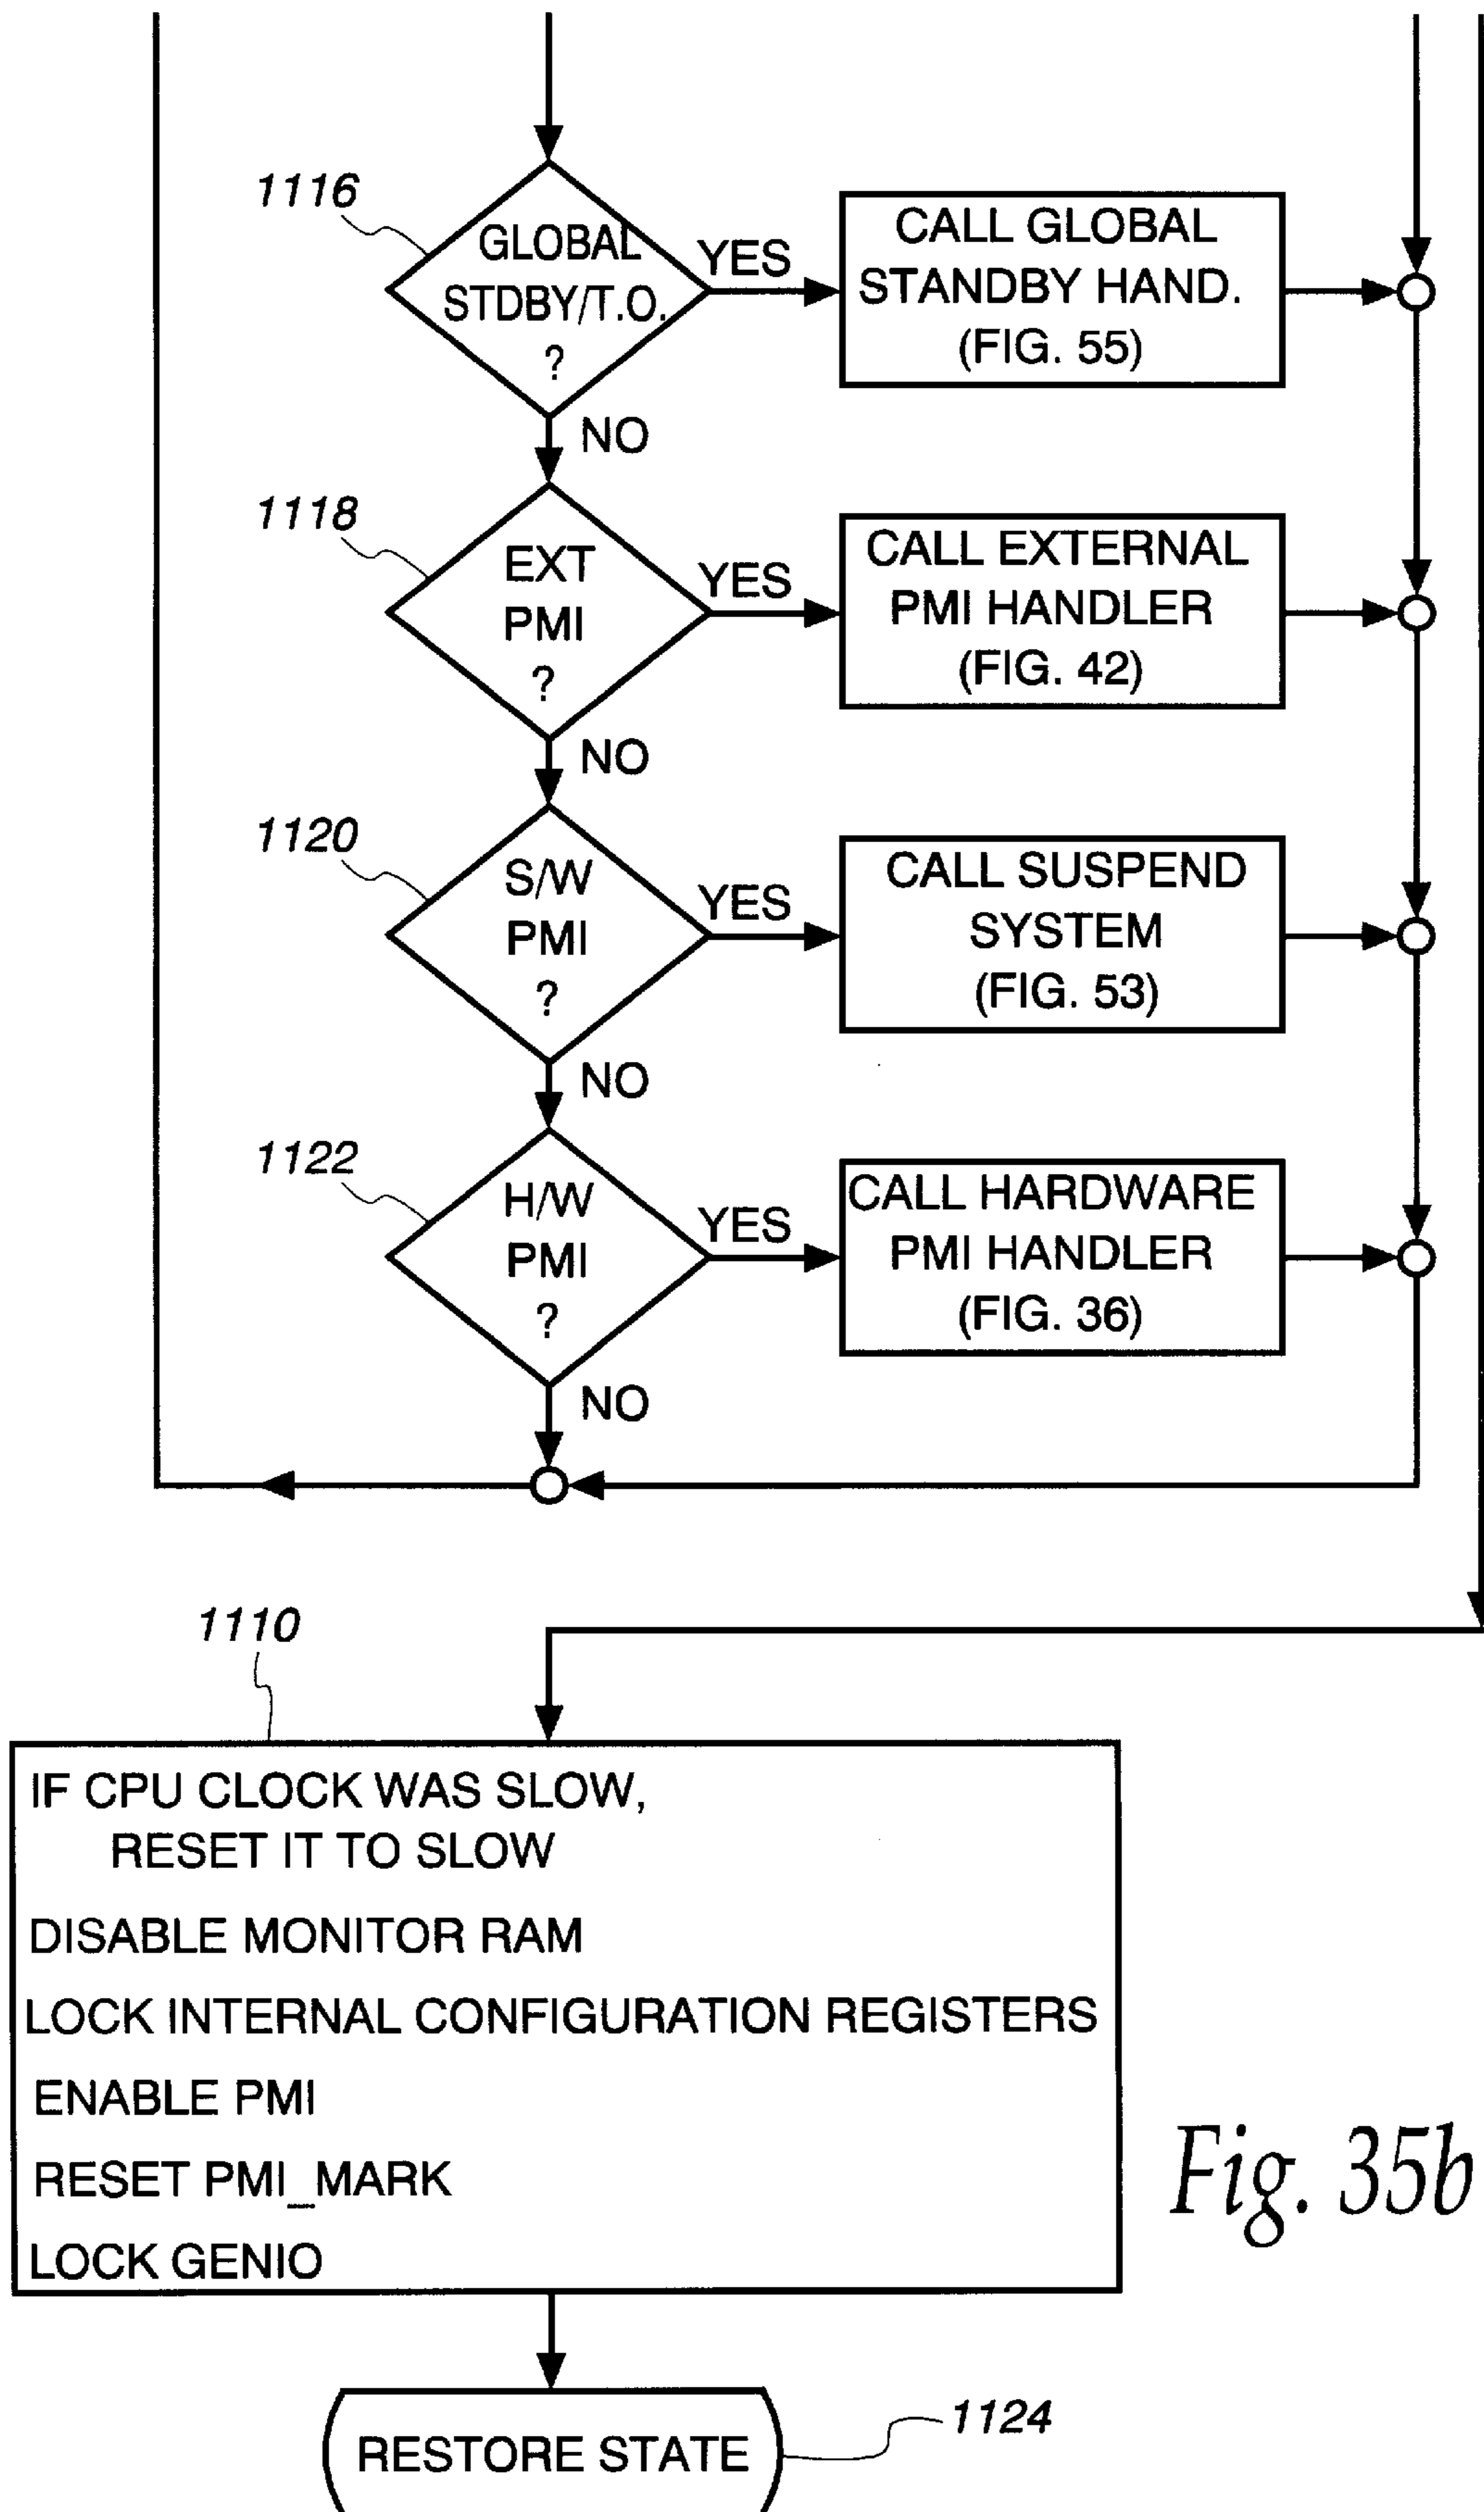 1116
GLOBAL
STDBY/T.O.
?
YES
CALL GLOBAL
STANDBY HAND.
(FIG. 55)
NO
1118
EXT
PMI
?
YES
CALL EXTERNAL
PMI HANDLER
(FIG. 42)
NO
1120
S/W
PMI
?
YES
CALL SUSPEND
SYSTEM
(FIG. 53)
NO
1122
H/W
PMI
?
YES
CALL HARDWARE
PMI HANDLER
(FIG. 36)
NO
1110
IF CPU CLOCK WAS SLOW,
RESET IT TO SLOW
DISABLE MONITOR RAM
LOCK INTERNAL CONFIGURATION REGISTERS
ENABLE PMI
RESET PMI_MARK
LOCK GENIO
Fig. 35b
RESTORE STATE
1124